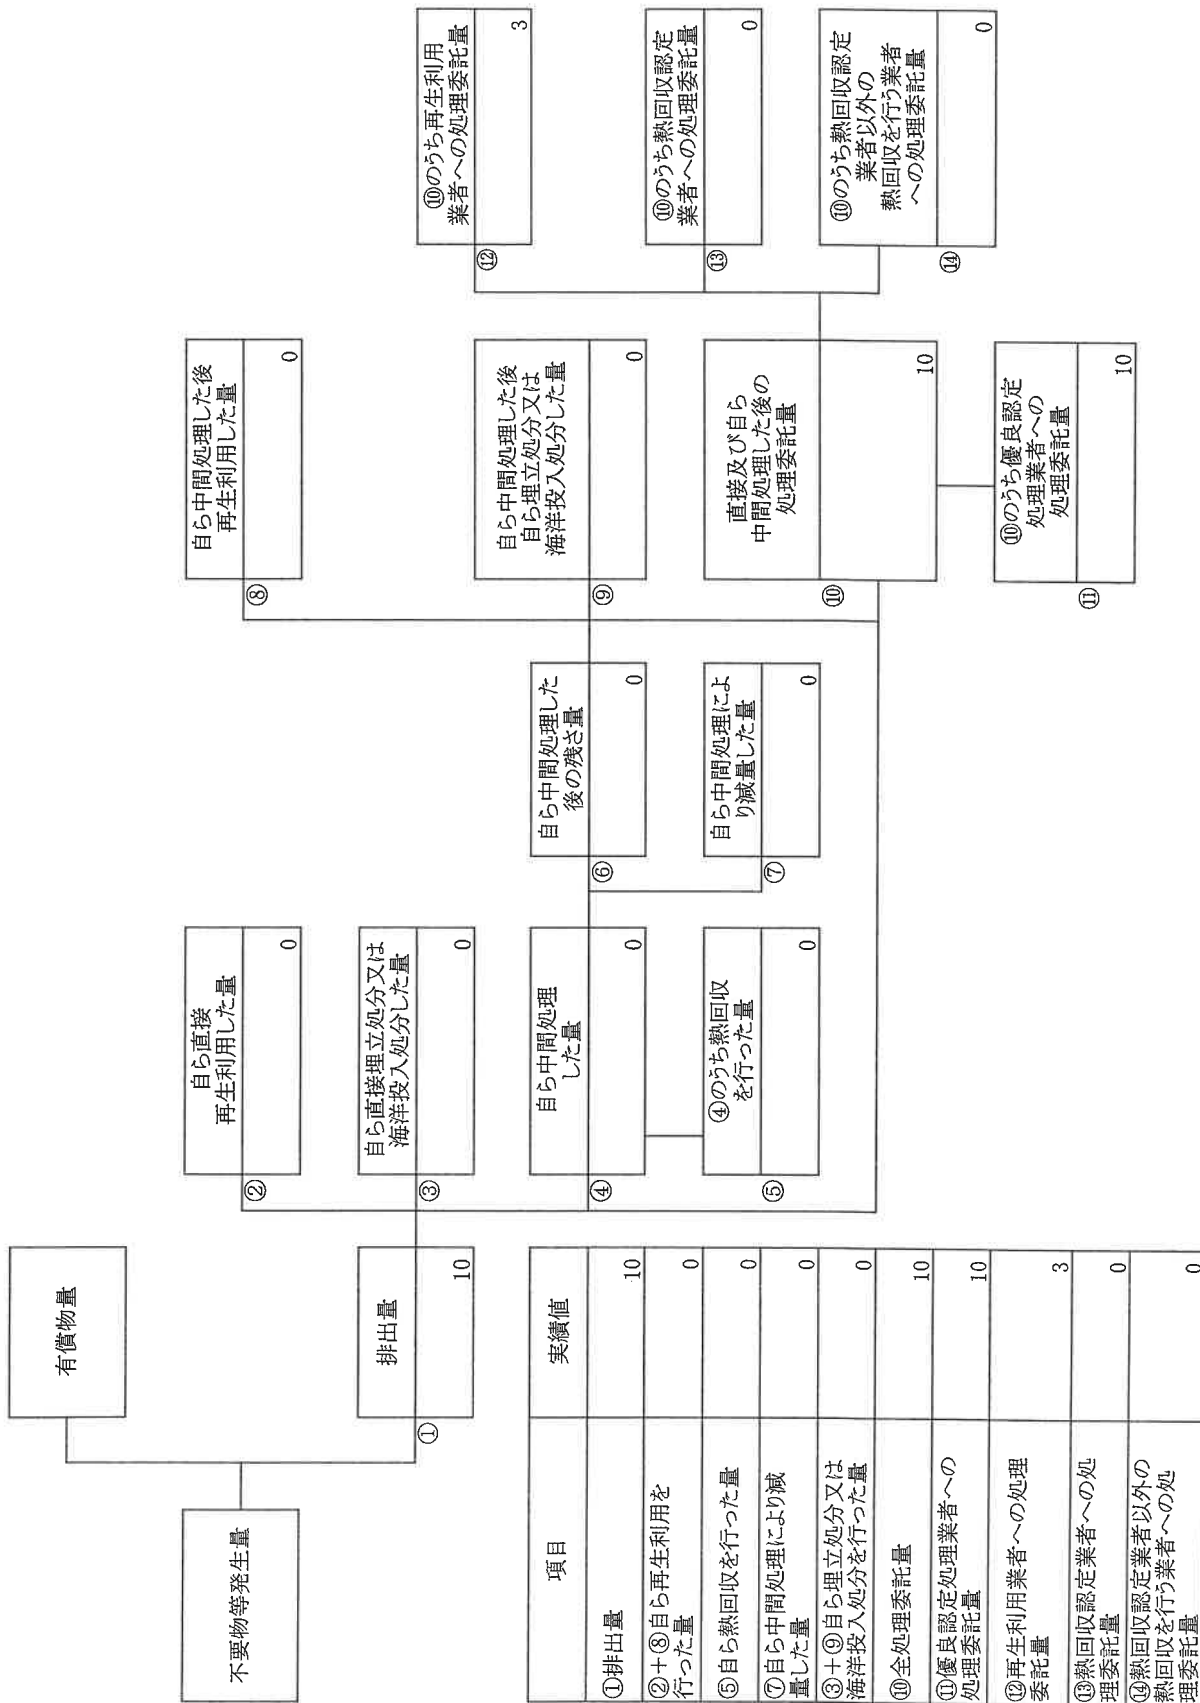 不要物等発生量
有償物量
①
排出量
10
②
自ら直接
再生利用した量
0
③
自ら直接埋立処分又は
海洋投入処分した量
0
④
自ら中間処理
した量
0
⑤
④のうち熱回収
を行った量
0
⑥
自ら中間処理した
後の残さ量
0
⑦
自ら中間処理によ
り減量した量
0
⑧
自ら中間処理した後
再生利用した量
0
⑨
自ら中間処理した後
自ら埋立処分又は
海洋投入処分した量
0
⑩
直接及び自ら
中間処理した後の
処理委託量
10
⑪
⑩のうち優良認定
処理業者への
処理委託量
10
⑫
⑩のうち再生利用
業者への処理委託量
3
⑬
⑩のうち熱回収認定
業者への処理委託量
0
⑭
⑩のうち熱回収認定
業者以外の
熱回収を行う業者
への処理委託量
0
項目
実績値
①排出量
10
②+⑧自ら再生利用を
行った量
0
⑤自ら熱回収を行った量
0
⑦自ら中間処理により減
量した量
0
③+⑨自ら埋立処分又は
海洋投入処分を行った量
0
⑩全処理委託量
10
⑪優良認定処理業者への
処理委託量
10
⑫再生利用業者への処理
委託量
3
⑬熱回収認定業者への処
理委託量
0
⑭熱回収認定業者以外の
熱回収を行う業者への処
理委託量
0